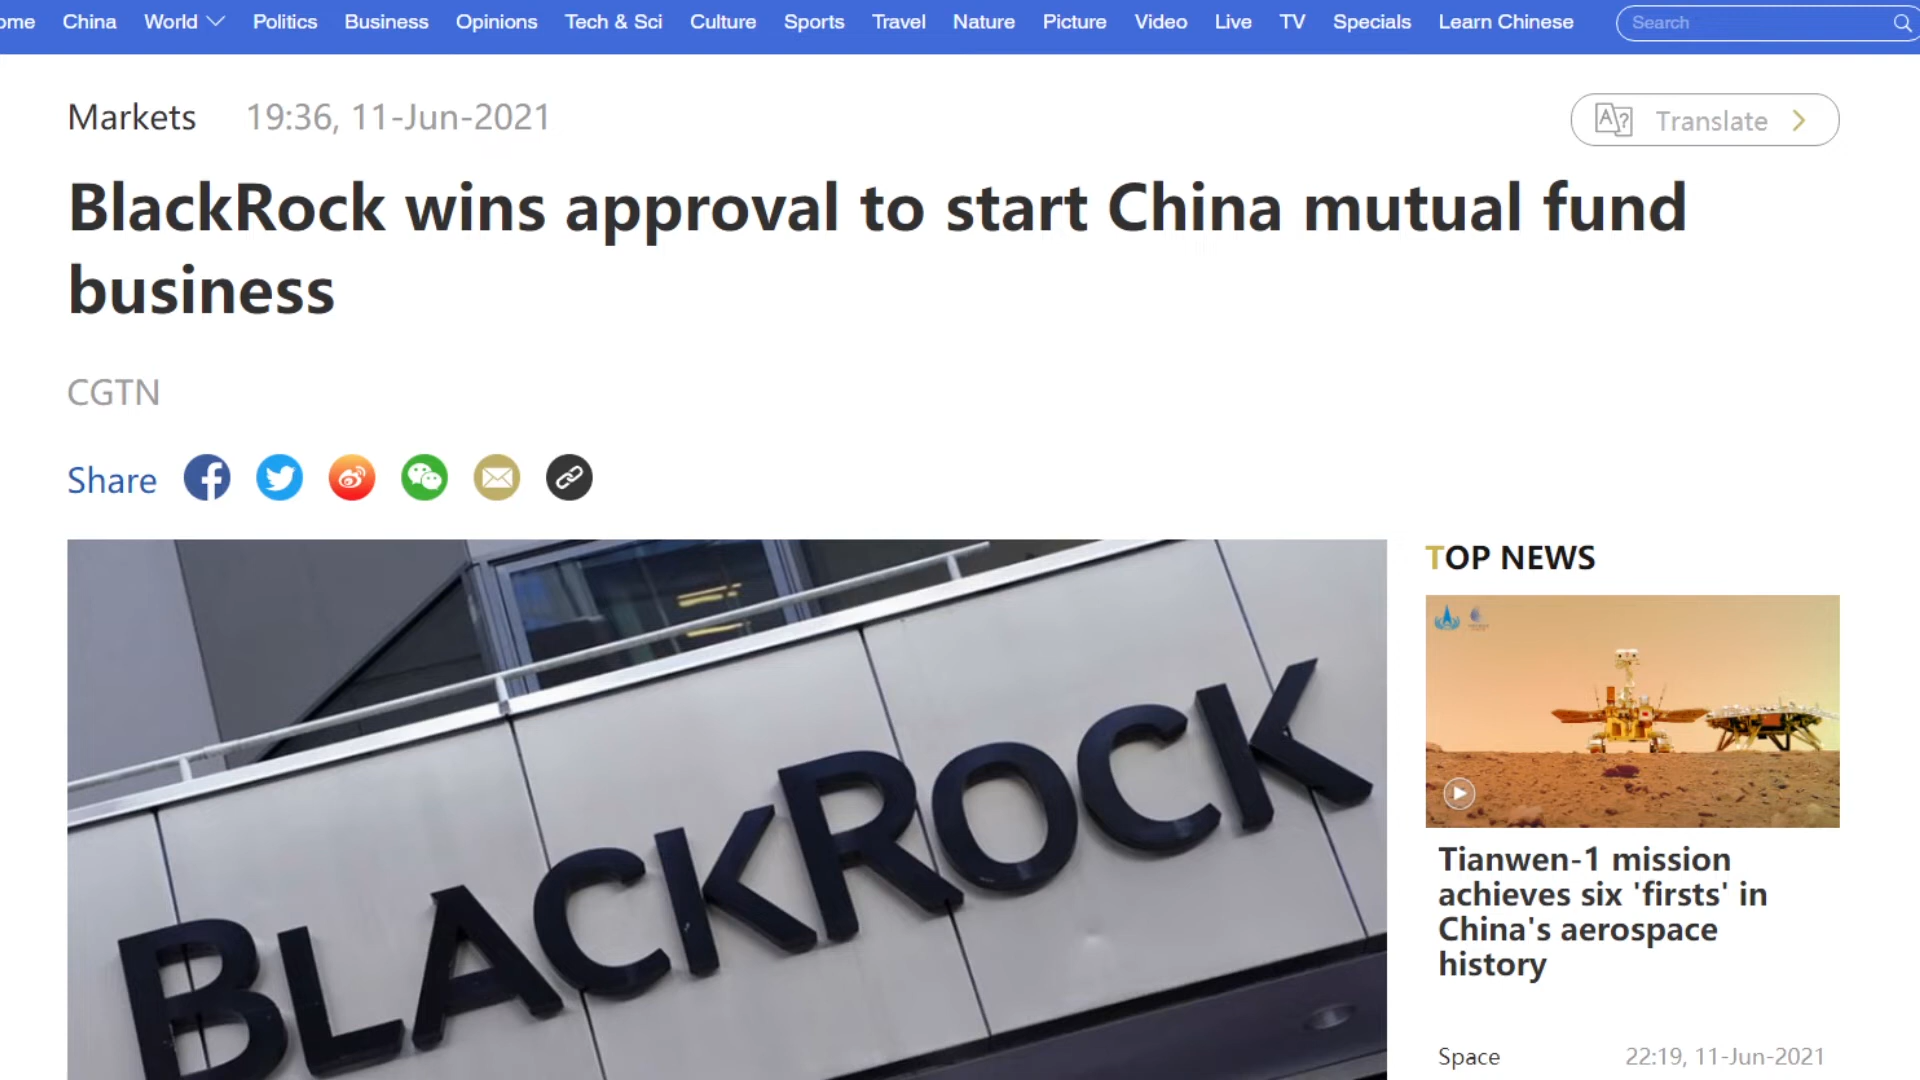 ome China World Politics Business Opinions Tech & Sci Culture Sports Travel Nature Picture Video Live TV Specials Learn Chinese Search
Markets 19:36, 11-Jun-2021
Translate
BlackRock wins approval to start China mutual fund
business
CGTN
Share
BLACKROCK
TOP NEWS
Tianwen-1 mission
achieves six 'firsts' in
China's aerospace
history
Space 22:19, 11-Jun-2021